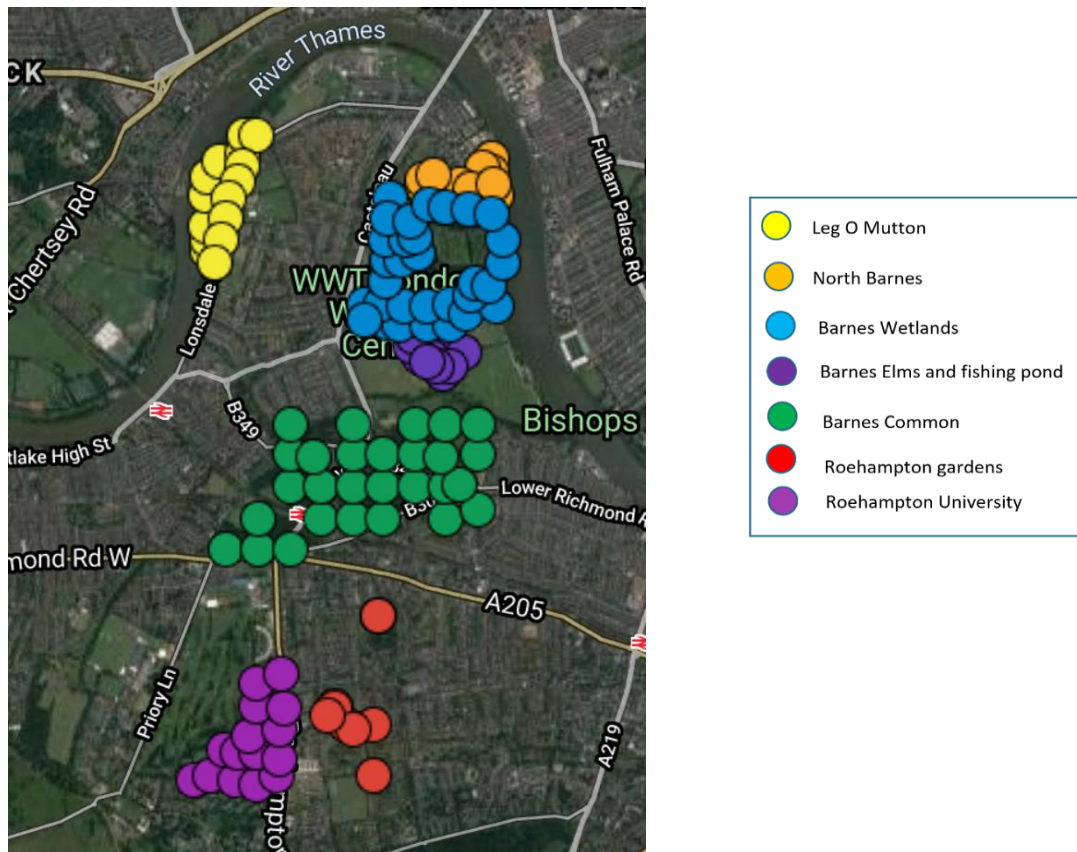 River Thames
CK
Fulham Palace Rd
Chertsey Rd
Lonsdale
WWT
Cen
B349
Bishops
tlake High St
Lower Richmond R
B30
mond Rd W
A205
Priory Ln
A219
mpto
Leg O Mutton
North Barnes
Barnes Wetlands
Barnes Elms and fishing pond
Barnes Common
Roehampton gardens
Roehampton University